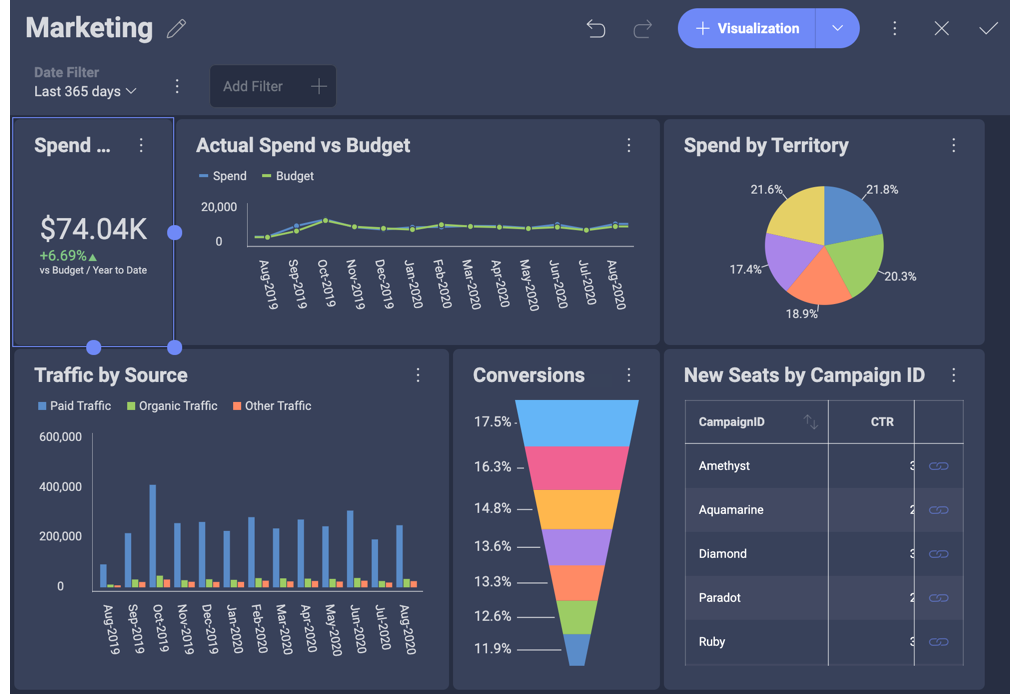 Marketing
Visualization
Date Filter
Last 365 days
Add Filter
Spend ...
$74.04K
+6.69%
vs Budget / Year to Date
Actual Spend vs Budget
Spend
Budget
20,000
0
Aug-2019
Sep-2019
Oct-2019
Nov-2019
Dec-2019
Jan-2020
Feb-2020
Mar-2020
Apr-2020
May-2020
Jun-2020
Jul-2020
Aug-2020
Spend by Territory
21.6%
21.8%
17.4%
20.3%
18.9%
Traffic by Source
Paid Traffic
Organic Traffic
Other Traffic
600,000
400,000
200,000
0
Aug-2019
Sep-2019
Oct-2019
Nov-2019
Dec-2019
Jan-2020
Feb-2020
Mar-2020
Apr-2020
May-2020
Jun-2020
Jul-2020
Aug-2020
Conversions
17.5%
16.3%
14.8%
13.6%
13.3%
12.6%
11.9%
New Seats by Campaign ID
CampaignID CTR
Amethyst 3
Aquamarine 2
Diamond 3
Paradot 2
Ruby 3